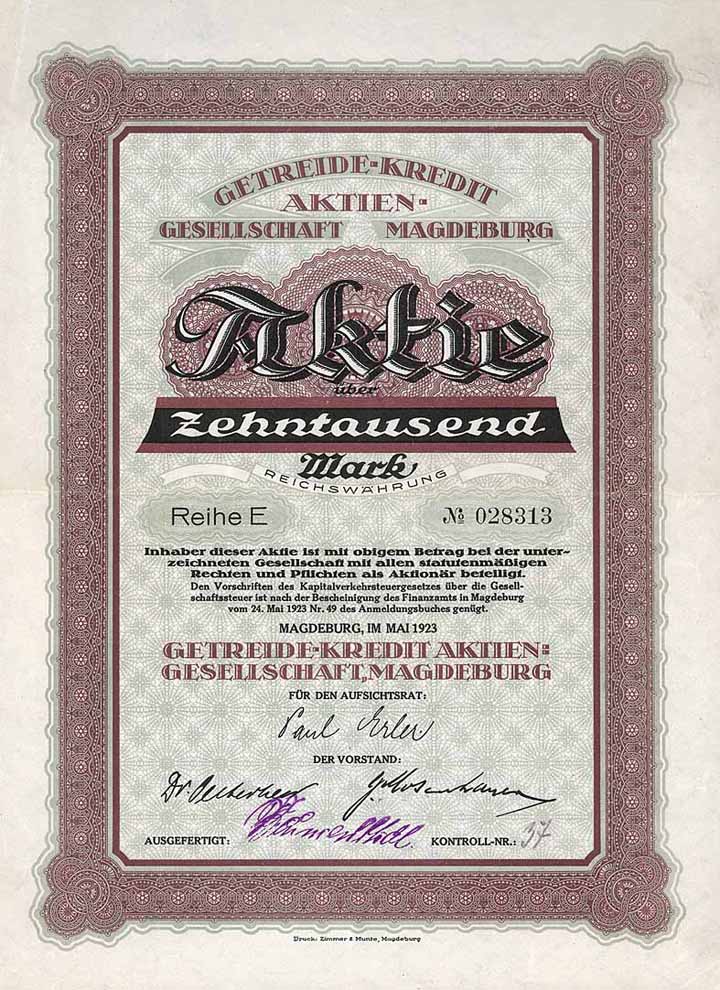 GETREIDE-KREDIT
AKTIEN-
GESELLSCHAFT MAGDEBURG
Aktie
über
Zehntausend
Mark
REICHSWÄHRUNG
Reihe E № 028313
Inhaber dieser Aktie ist mit obigem Betrag bei der unter-
zeichneten Gesellschaft mit allen statutenmäßigen
Rechten und Pflichten als Aktionär beteiligt.
Den Vorschriften des Kapitalverkehrsteuergesetzes über die Gesell-
schaftssteuer ist nach der Bescheinigung des Finanzamts in Magdeburg
vom 24. Mai 1923 Nr. 49 des Anmeldungsbuches genügt.
MAGDEBURG, IM MAI 1923
GETREIDE-KREDIT AKTIEN-
GESELLSCHAFT, MAGDEBURG
FÜR DEN AUFSICHTSRAT:
Paul Erler
DER VORSTAND:
Dr.
AUSGEFERTIGT: KONTROLL-NR.: 37
Druck: Zimmer & Munte, Magdeburg